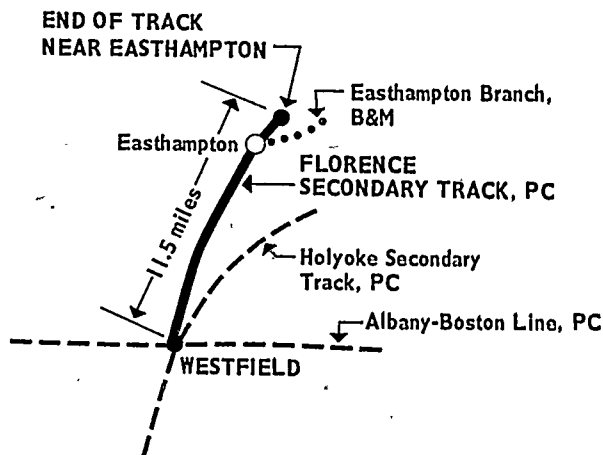 END OF TRACK
NEAR EASTHAMPTON
Easthampton Branch,
B&M
Easthampton
FLORENCE
SECONDARY TRACK, PC
11.5 miles
Holyoke Secondary
Track, PC
Albany-Boston Line, PC
WESTFIELD